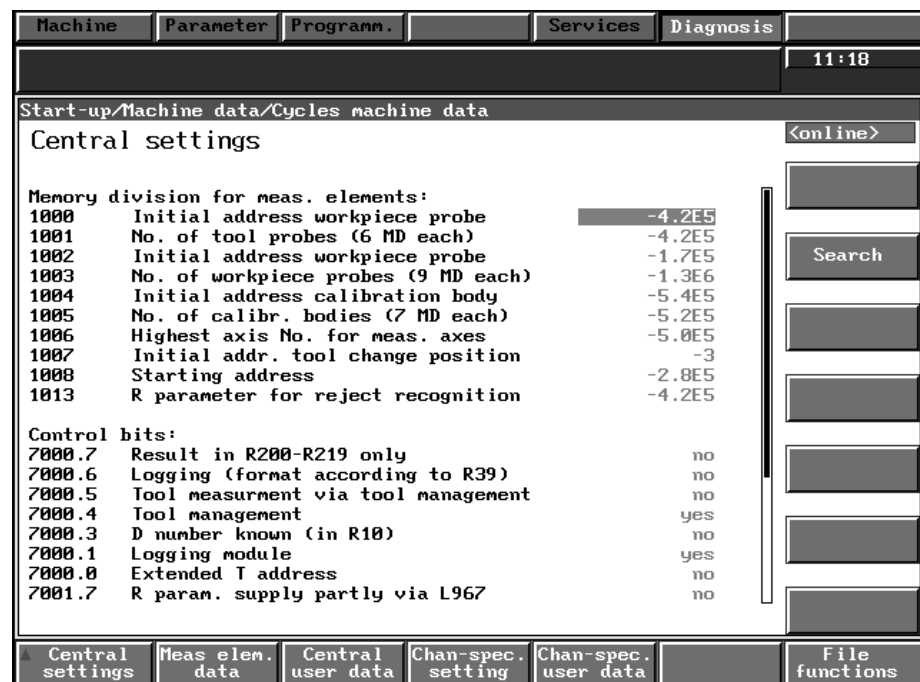 Machine Parameter Programm. Services Diagnosis
11:18
Start-up/Machine data/Cycles machine data
Central settings
<online>
Memory division for meas. elements:
1000 Initial address workpiece probe -4.2E5
1001 No. of tool probes (6 MD each) -4.2E5
1002 Initial address workpiece probe -1.7E5
Search
1003 No. of workpiece probes (9 MD each) -1.3E6
1004 Initial address calibration body -5.4E5
1005 No. of calibr. bodies (7 MD each) -5.2E5
1006 Highest axis No. for meas. axes -5.0E5
1007 Initial addr. tool change position -3
1008 Starting address -2.8E5
1013 R parameter for reject recognition -4.2E5
Control bits:
7000.7 Result in R200-R219 only no
7000.6 Logging (format according to R39) no
7000.5 Tool measurment via tool management no
7000.4 Tool management yes
7000.3 D number known (in R10) no
7000.1 Logging module yes
7000.0 Extended T address no
7001.7 R param. supply partly via L967 no
Central settings
Meas elem. data
Central user data
Chan-spec. setting
Chan-spec. user data
File functions